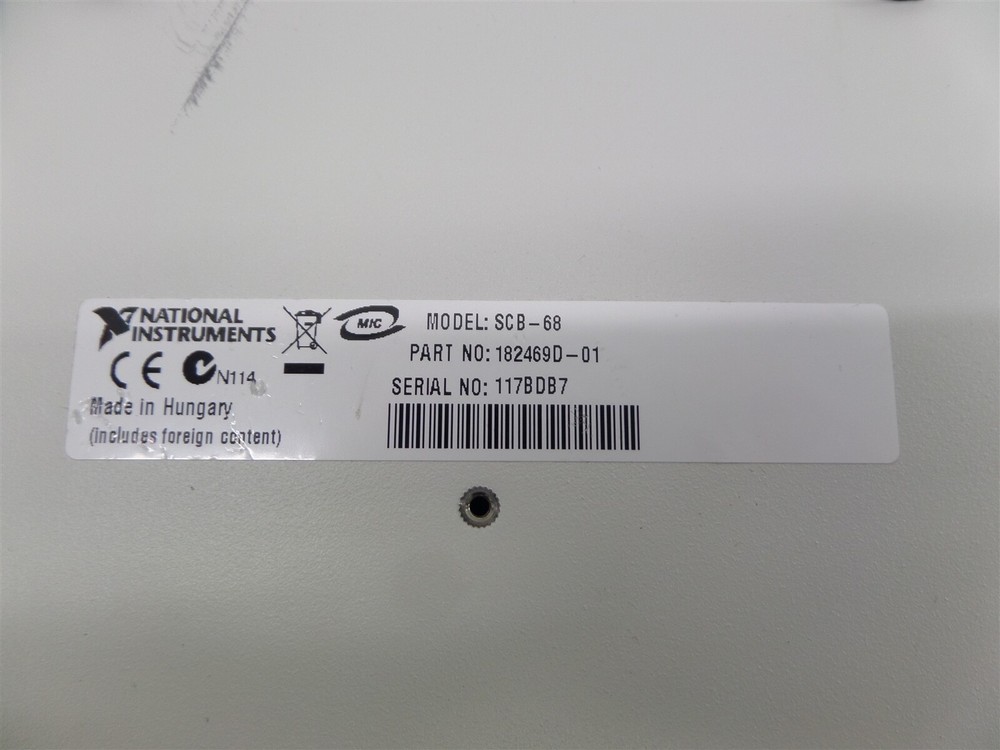 NATIONAL
INSTRUMENTS
CE N114
Made in Hungary
(includes foreign content)
MIC
MODEL: SCB-68
PART NO: 182469D-01
SERIAL NO: 117BDB7